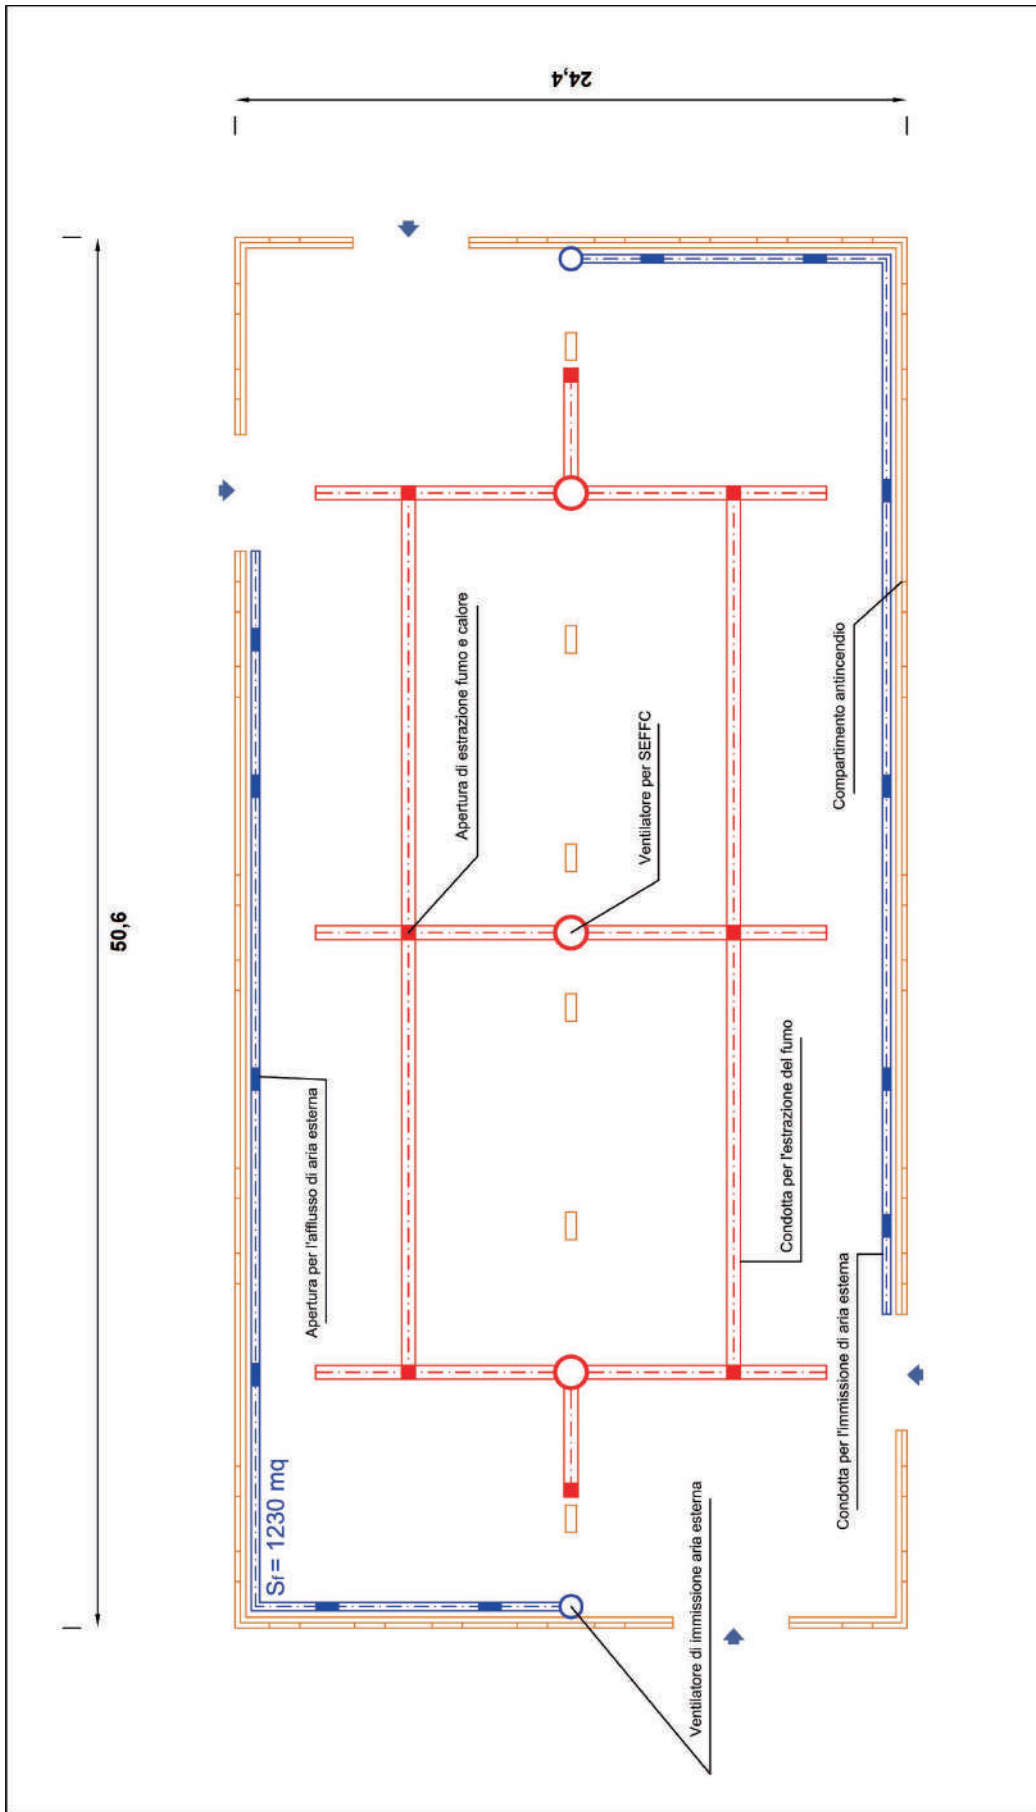 50,6
24,4
Sf = 1230 mq
Apertura per l'afflusso di aria esterna
Apertura di estrazione fumo e calore
Ventilatore per SEFFC
Compartimento antincendio
Condotta per l'estrazione del fumo
Condotta per l'immissione di aria esterna
Ventilatore di immissione aria esterna